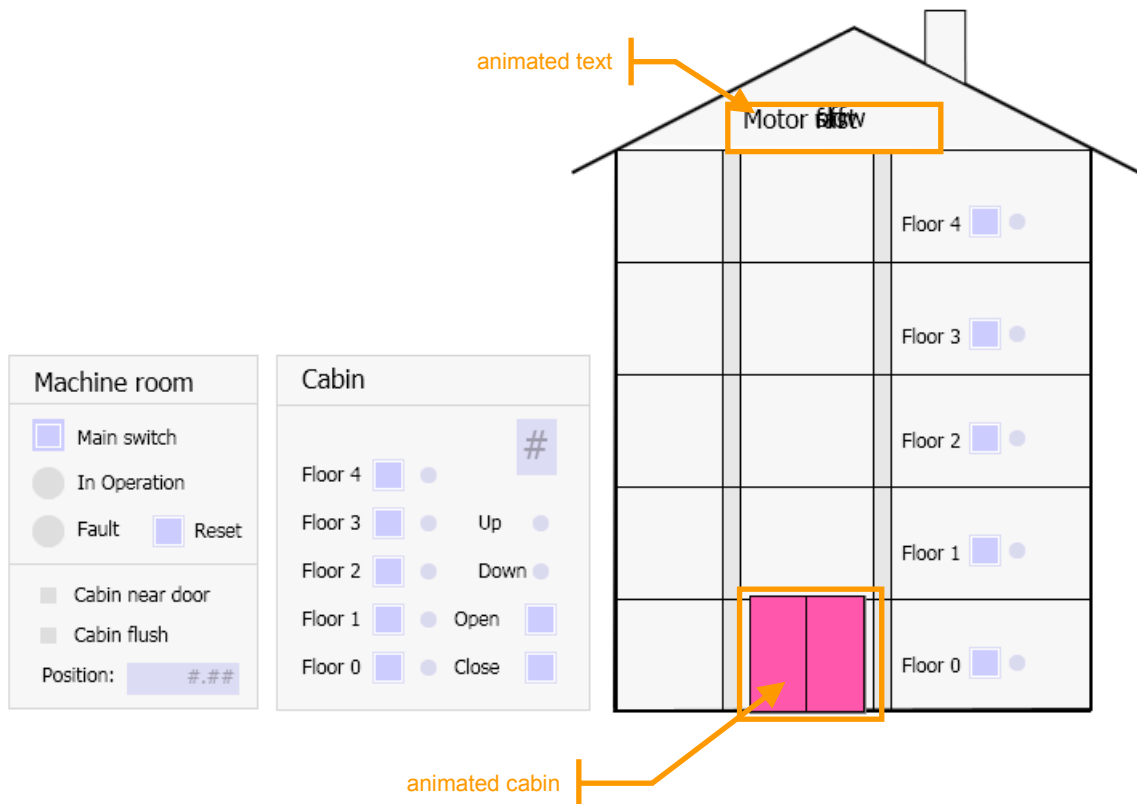 animated text
Motor
Floor 4
Floor 3
Floor 2
Floor 1
Floor 0
Machine room
Main switch
In Operation
Fault
Reset
Cabin near door
Cabin flush
Position:
#.##
Cabin
#
Floor 4
Floor 3
Up
Floor 2
Down
Floor 1
Open
Floor 0
Close
animated cabin